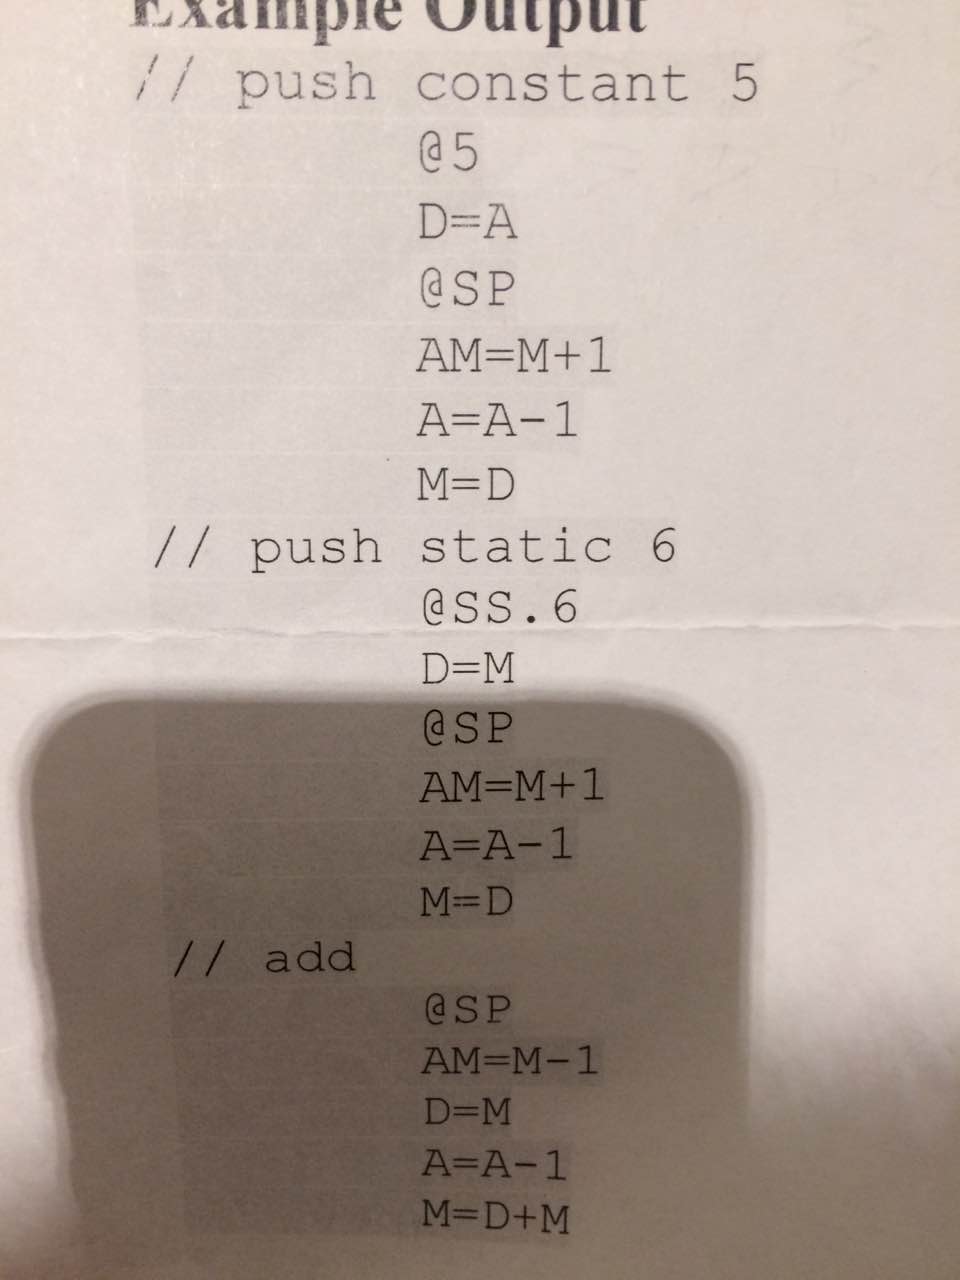 Example Output
// push constant 5
@5
D=A
@SP
AM=M+1
A=A-1
M=D
// push static 6
@SS.6
D=M
@SP
AM=M+1
A=A-1
M=D
// add
@SP
AM=M-1
D=M
A=A-1
M=D+M